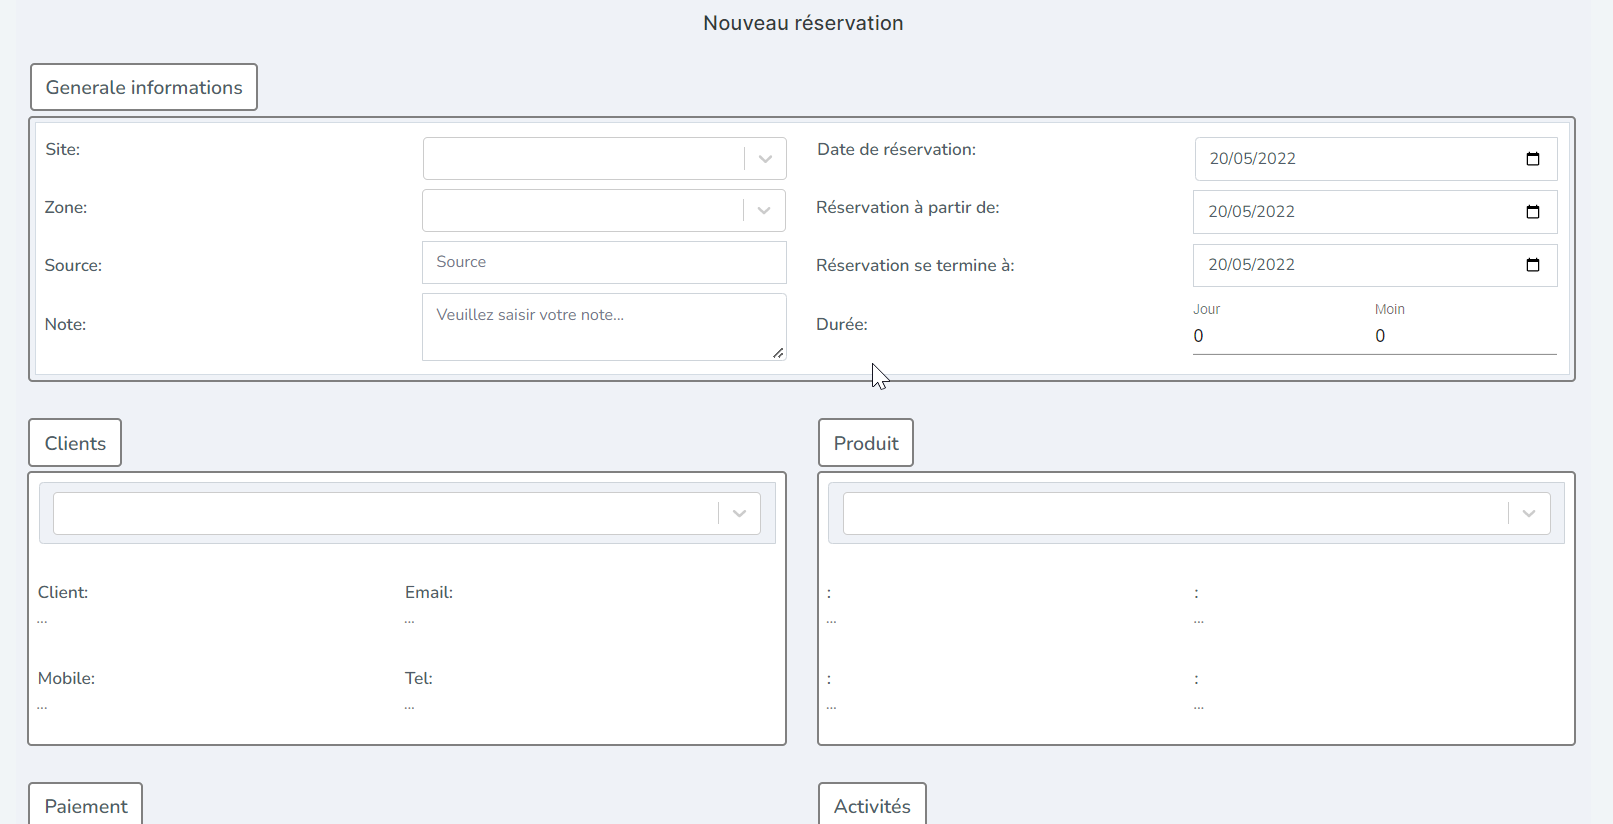 Nouveau réservation
Generale informations
Site:
Date de réservation:
20/05/2022
Zone:
Réservation à partir de:
20/05/2022
Source:
Source
Réservation se termine à:
20/05/2022
Note:
Veuillez saisir votre note...
Durée:
Jour
Moin
0
0
Clients
Produit
Client:
Email:
...
...
Mobile:
Tel:
...
...
:
:
...
...
:
:
...
...
Paiement
Activités